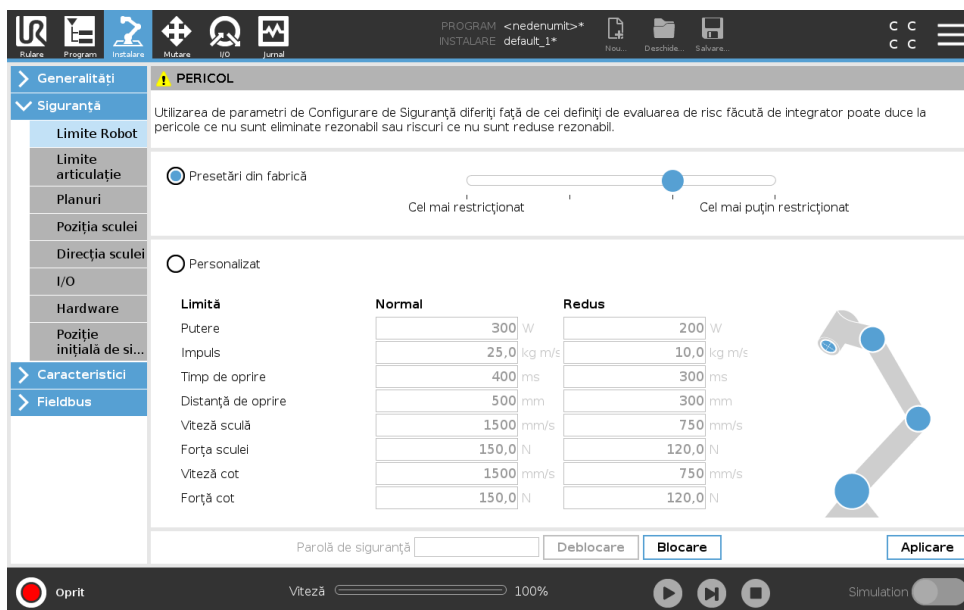 PROGRAM <nedenumit>*
INSTALARE default_1*
C C
C C
Rulare Program Instalare Mutare I/O Jurnal Nou... Deschide... Salvare...
Generalități
Siguranță
Limite Robot
Limite
articulație
Planuri
Poziția sculei
Direcția sculei
I/O
Hardware
Poziție
inițială de si...
Caracteristici
Fieldbus
PERICOL
Utilizarea de parametri de Configurare de Siguranță diferiți față de cei definiți de evaluarea de risc făcută de integrator poate duce la
pericole ce nu sunt eliminate rezonabil sau riscuri ce nu sunt reduse rezonabil.
Presetări din fabrică
Cel mai restricționat Cel mai puțin restricționat
Personalizat
Limită Normal Redus
Putere 300 W 200 W
Impuls 25,0 kg m/s 10,0 kg m/s
Timp de oprire 400 ms 300 ms
Distanță de oprire 500 mm 300 mm
Viteză sculă 1500 mm/s 750 mm/s
Forța sculei 150,0 N 120,0 N
Viteză cot 1500 mm/s 750 mm/s
Forță cot 150,0 N 120,0 N
Parolă de siguranță Deblocare Blocare Aplicare
Oprit Viteză 100% Simulation